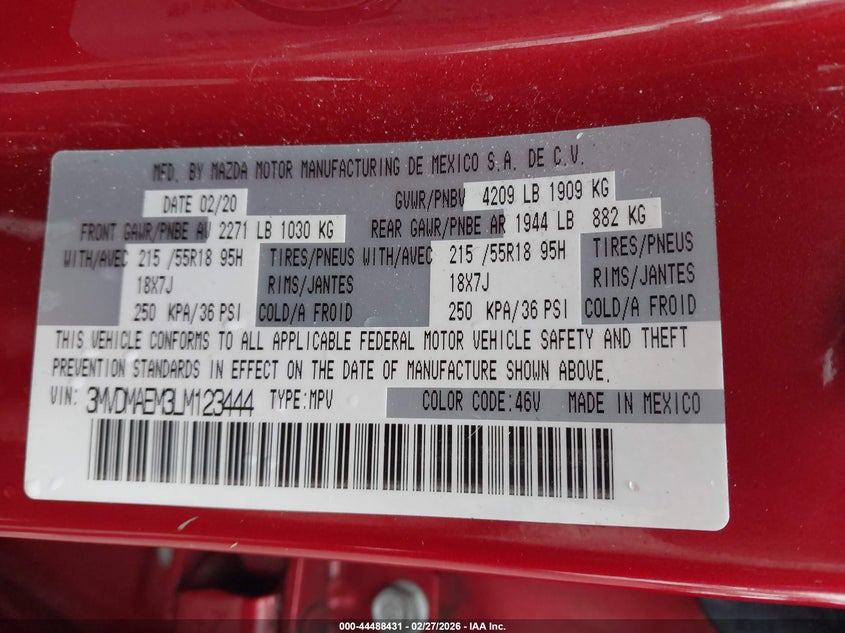 MFD. BY MAZDA MOTOR MANUFACTURING DE MEXICO S.A. DE C.V.
DATE 02/20 GVWR/PNBV 4209 LB 1909 KG
FRONT GAWR/PNBE AV 2271 LB 1030 KG REAR GAWR/PNBE AR 1944 LB 882 KG
WITH/AVEC 215 /55R18 95H TIRES/PNEUS WITH/AVEC 215 /55R18 95H TIRES/PNEUS
18X7J RIMS/JANTES 18X7J RIMS/JANTES
250 KPA/36 PSI COLD/A FROID 250 KPA/36 PSI COLD/A FROID
THIS VEHICLE CONFORMS TO ALL APPLICABLE FEDERAL MOTOR VEHICLE SAFETY AND THEFT
PREVENTION STANDARDS IN EFFECT ON THE DATE OF MANUFACTURE SHOWN ABOVE.
VIN: 3MVDMAEM3LM123444 TYPE:MPV COLOR CODE:46V MADE IN MEXICO
000-44488431 - 02/27/2026 - IAA Inc.